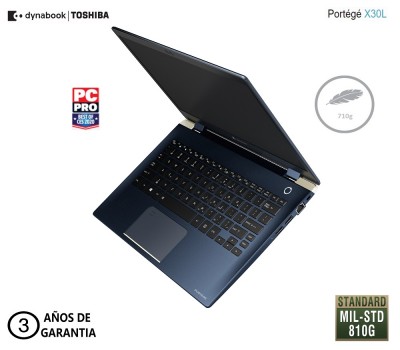 dynabook | TOSHIBA
Portégé X30L
PC
PRO
BEST OF
CES 2020
710g
3 AÑOS DE
GARANTIA
STANDARD
MIL-STD
810G